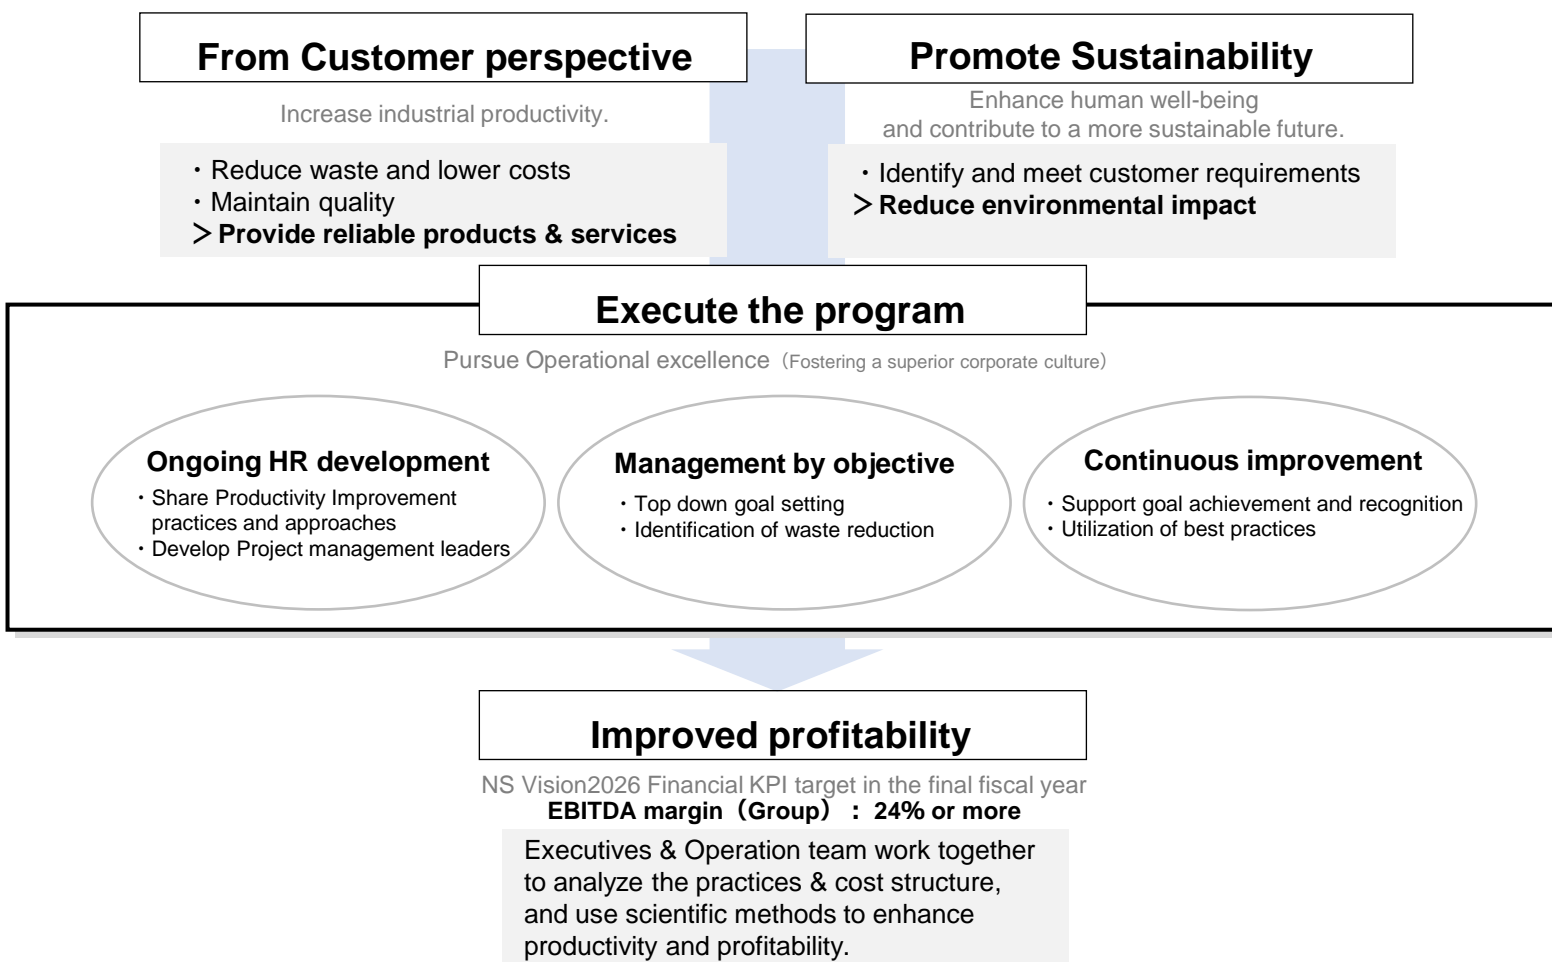 From Customer perspective
Increase industrial productivity.
・Reduce waste and lower costs
・Maintain quality
＞Provide reliable products & services
Promote Sustainability
Enhance human well-being
and contribute to a more sustainable future.
・Identify and meet customer requirements
＞Reduce environmental impact
Execute the program
Pursue Operational excellence（Fostering a superior corporate culture）
Ongoing HR development
・Share Productivity Improvement
practices and approaches
・Develop Project management leaders
Management by objective
・Top down goal setting
・Identification of waste reduction
Continuous improvement
・Support goal achievement and recognition
・Utilization of best practices
Improved profitability
NS Vision2026 Financial KPI target in the final fiscal year
EBITDA margin（Group）：24% or more
Executives & Operation team work together
to analyze the practices & cost structure,
and use scientific methods to enhance
productivity and profitability.